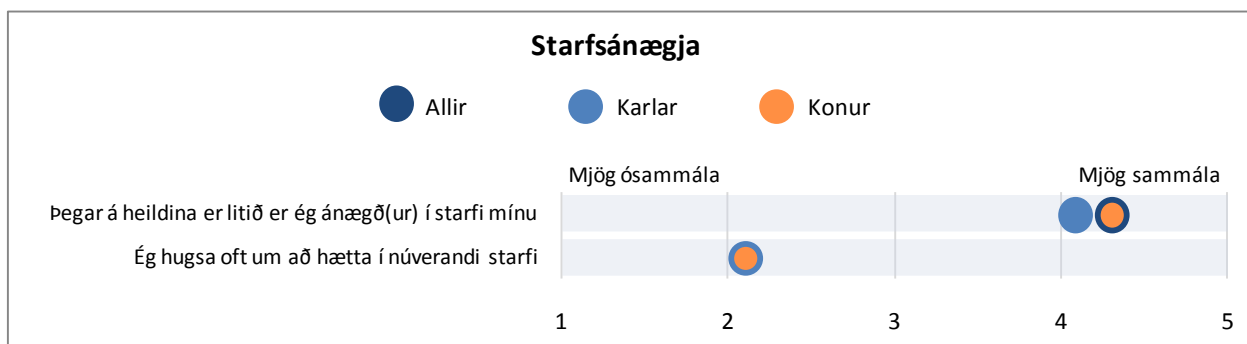 Starfsánægja
Allir Karlar Konur
Mjög ósammála Mjög sammála
Þegar á heildina er litið er ég ánægð(ur) í starfi mínu
Ég hugsa oft um að hætta í núverandi starfi
1 2 3 4 5